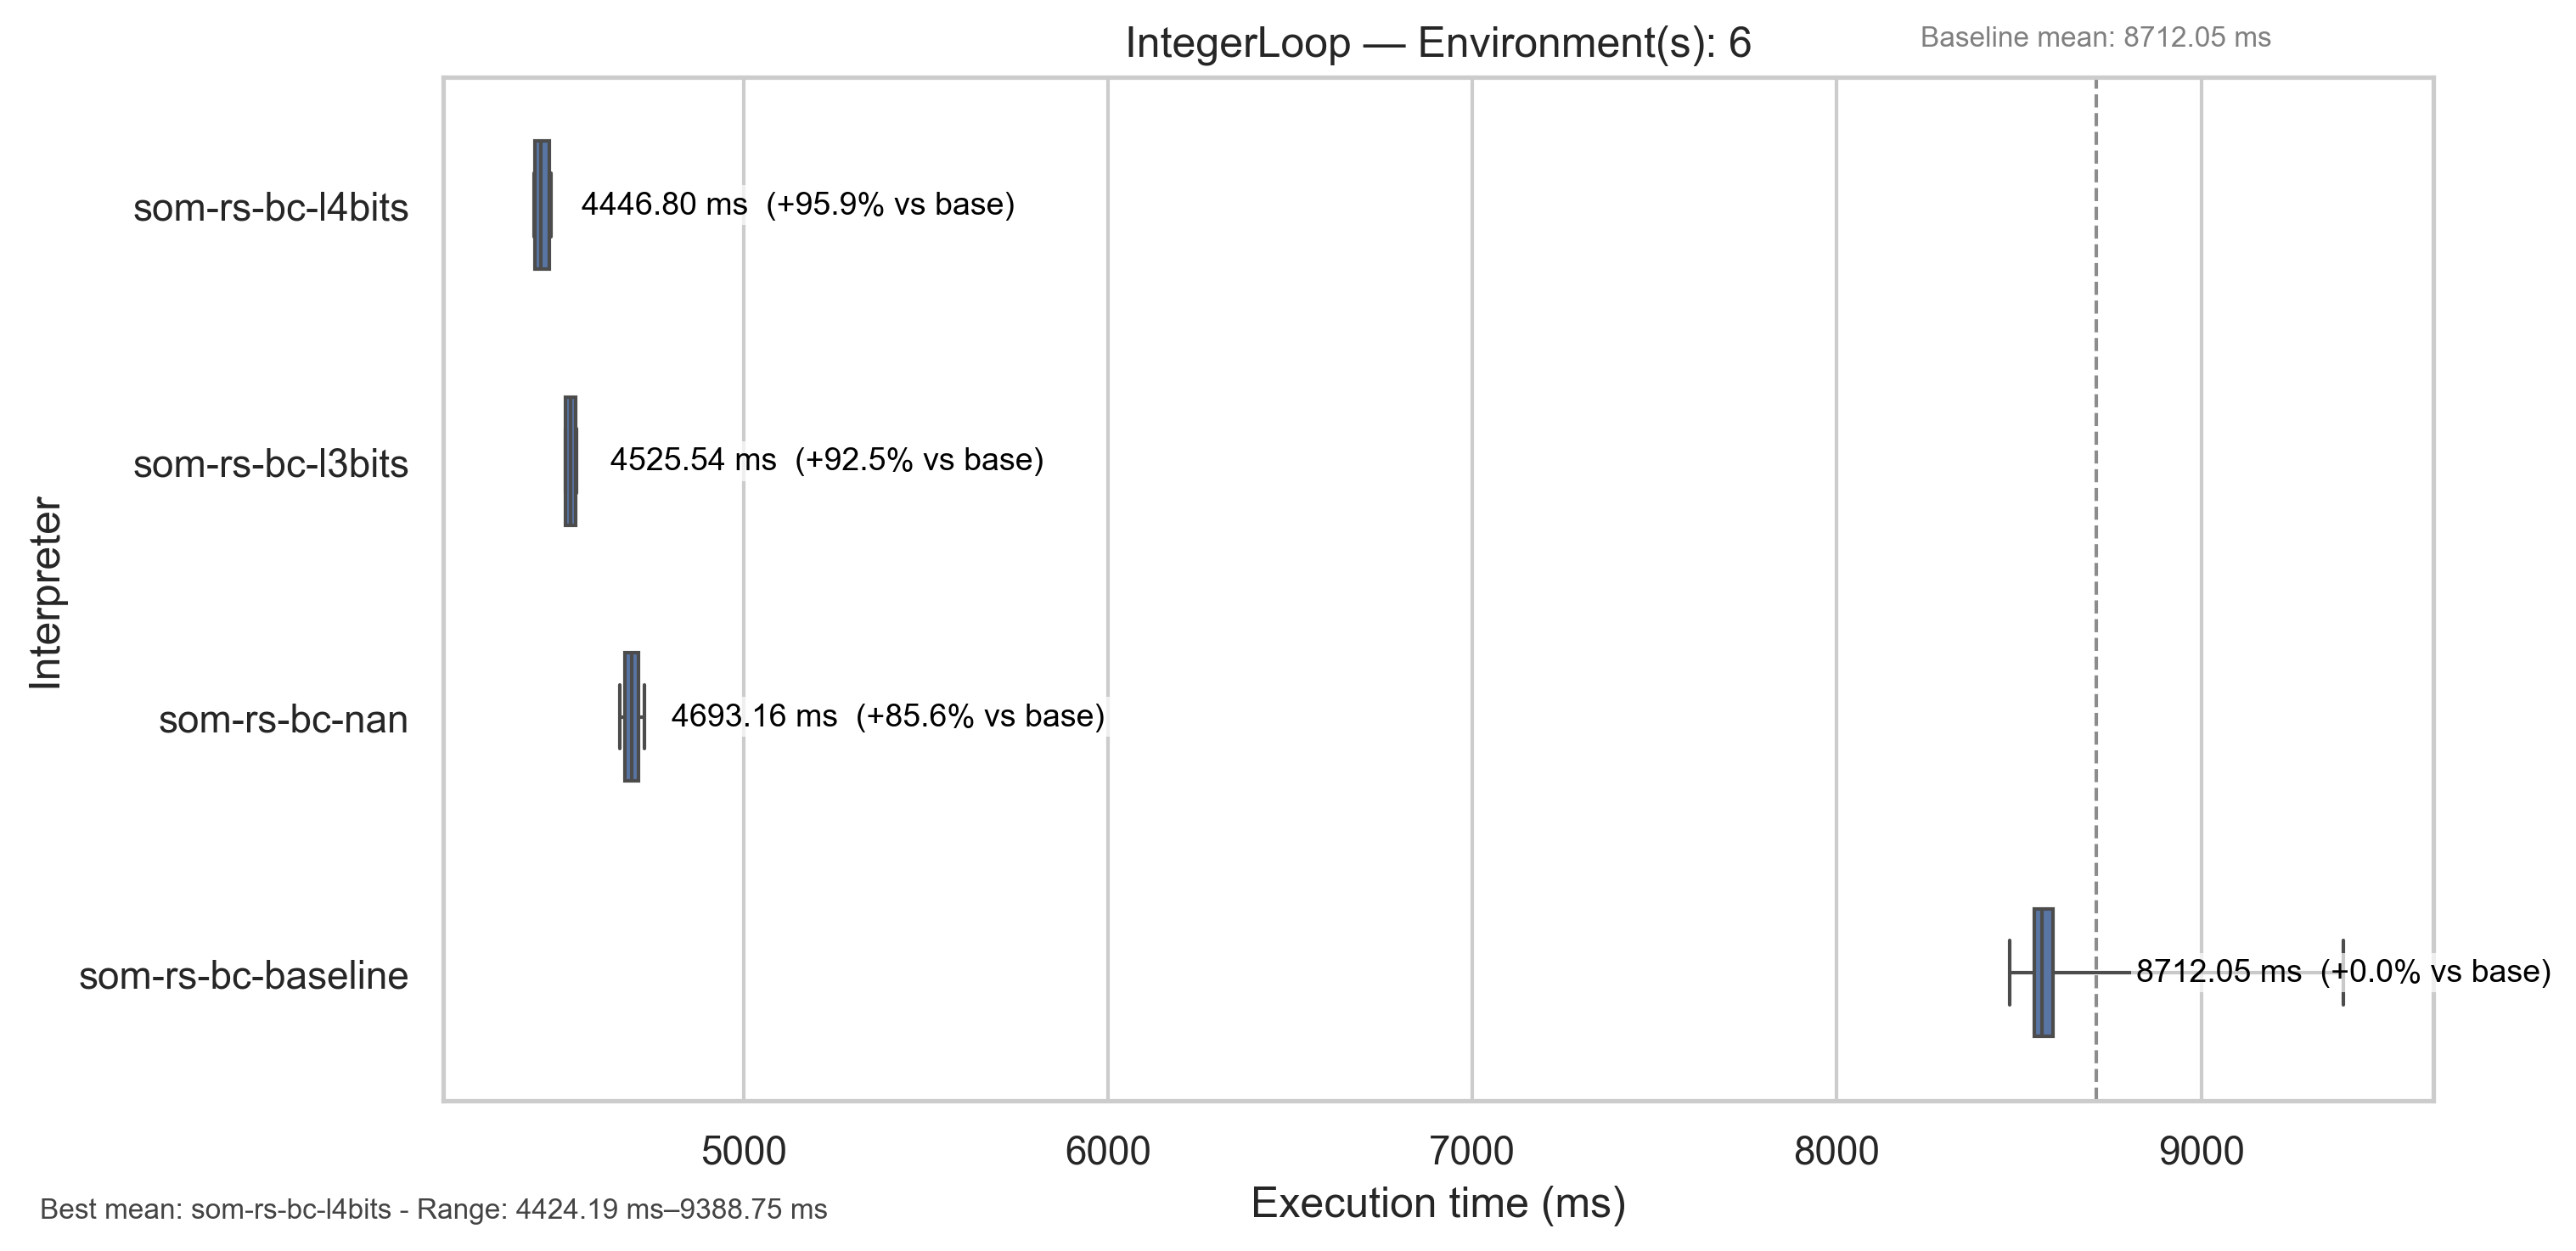 IntegerLoop — Environment(s): 6
Baseline mean: 8712.05 ms
Interpreter
som-rs-bc-l4bits
4446.80 ms (+95.9% vs base)
som-rs-bc-l3bits
4525.54 ms (+92.5% vs base)
som-rs-bc-nan
4693.16 ms (+85.6% vs base)
som-rs-bc-baseline
8712.05 ms (+0.0% vs base)
5000 6000 7000 8000 9000
Execution time (ms)
Best mean: som-rs-bc-l4bits - Range: 4424.19 ms–9388.75 ms